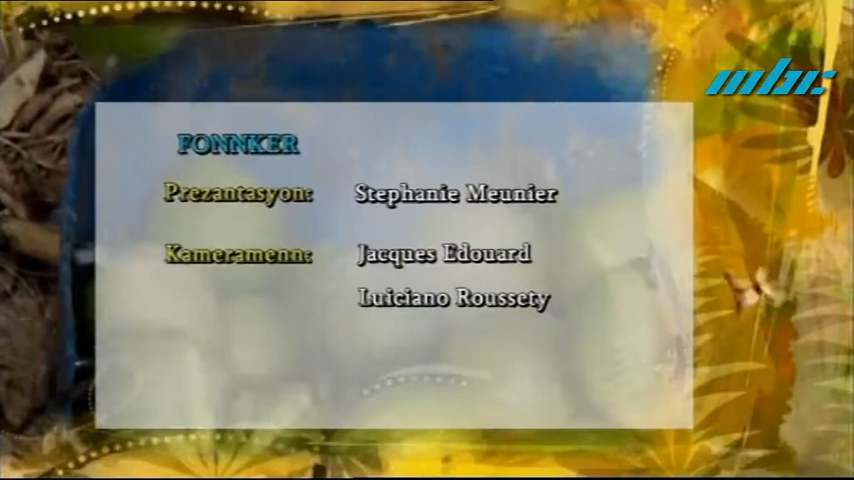 mbc
FONNKER
Prezantasyon: Stephanie Meunier
Kameramenn: Jacques Edouard
Luiciano Roussety